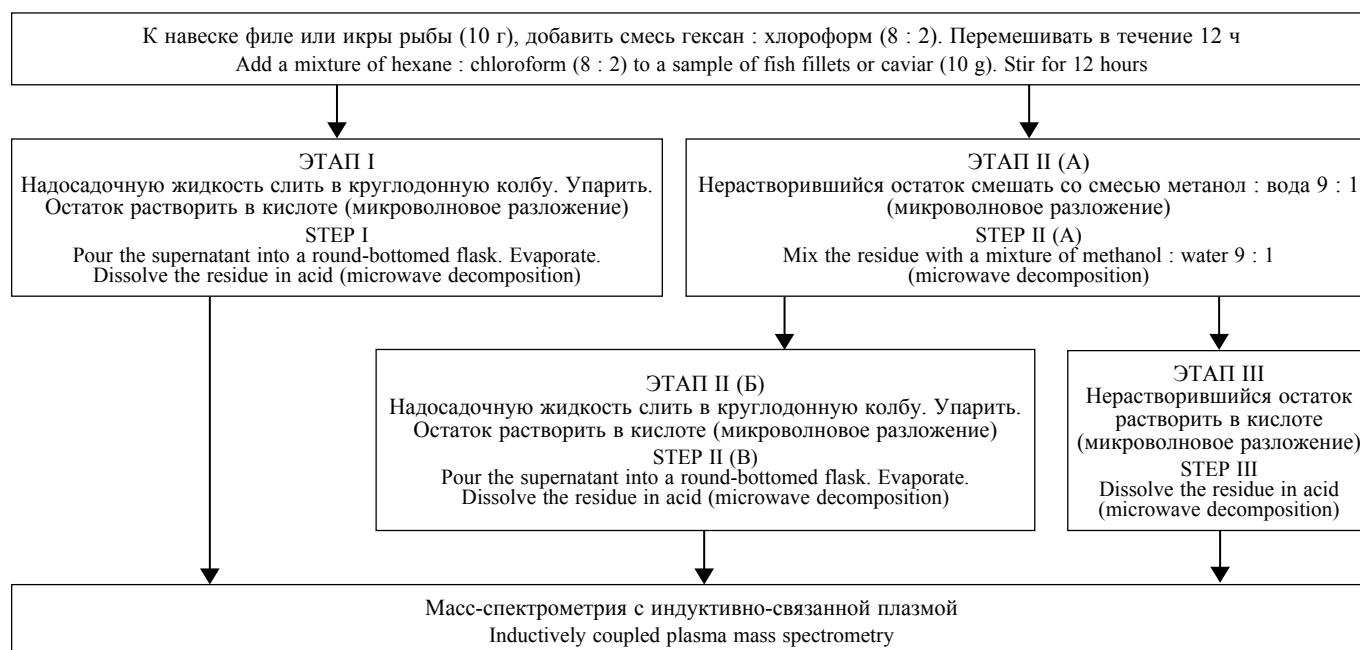 К навеске филе или икры рыбы (10 г), добавить смесь гексан : хлороформ (8 : 2). Перемешивать в течение 12 ч
Add a mixture of hexane : chloroform (8 : 2) to a sample of fish fillets or caviar (10 g). Stir for 12 hours
ЭТАП I
Надосадочную жидкость слить в круглодонную колбу. Упарить.
Остаток растворить в кислоте (микроволновое разложение)
STEP I
Pour the supernatant into a round-bottomed flask. Evaporate.
Dissolve the residue in acid (microwave decomposition)
ЭТАП II (А)
Нерастворившийся остаток смешать со смесью метанол : вода 9 : 1
(микроволновое разложение)
STEP II (A)
Mix the residue with a mixture of methanol : water 9 : 1
(microwave decomposition)
ЭТАП II (Б)
Надосадочную жидкость слить в круглодонную колбу. Упарить.
Остаток растворить в кислоте (микроволновое разложение)
STEP II (B)
Pour the supernatant into a round-bottomed flask. Evaporate.
Dissolve the residue in acid (microwave decomposition)
ЭТАП III
Нерастворившийся остаток
растворить в кислоте
(микроволновое разложение)
STEP III
Dissolve the residue in acid
(microwave decomposition)
Масс-спектрометрия с индуктивно-связанной плазмой
Inductively coupled plasma mass spectrometry